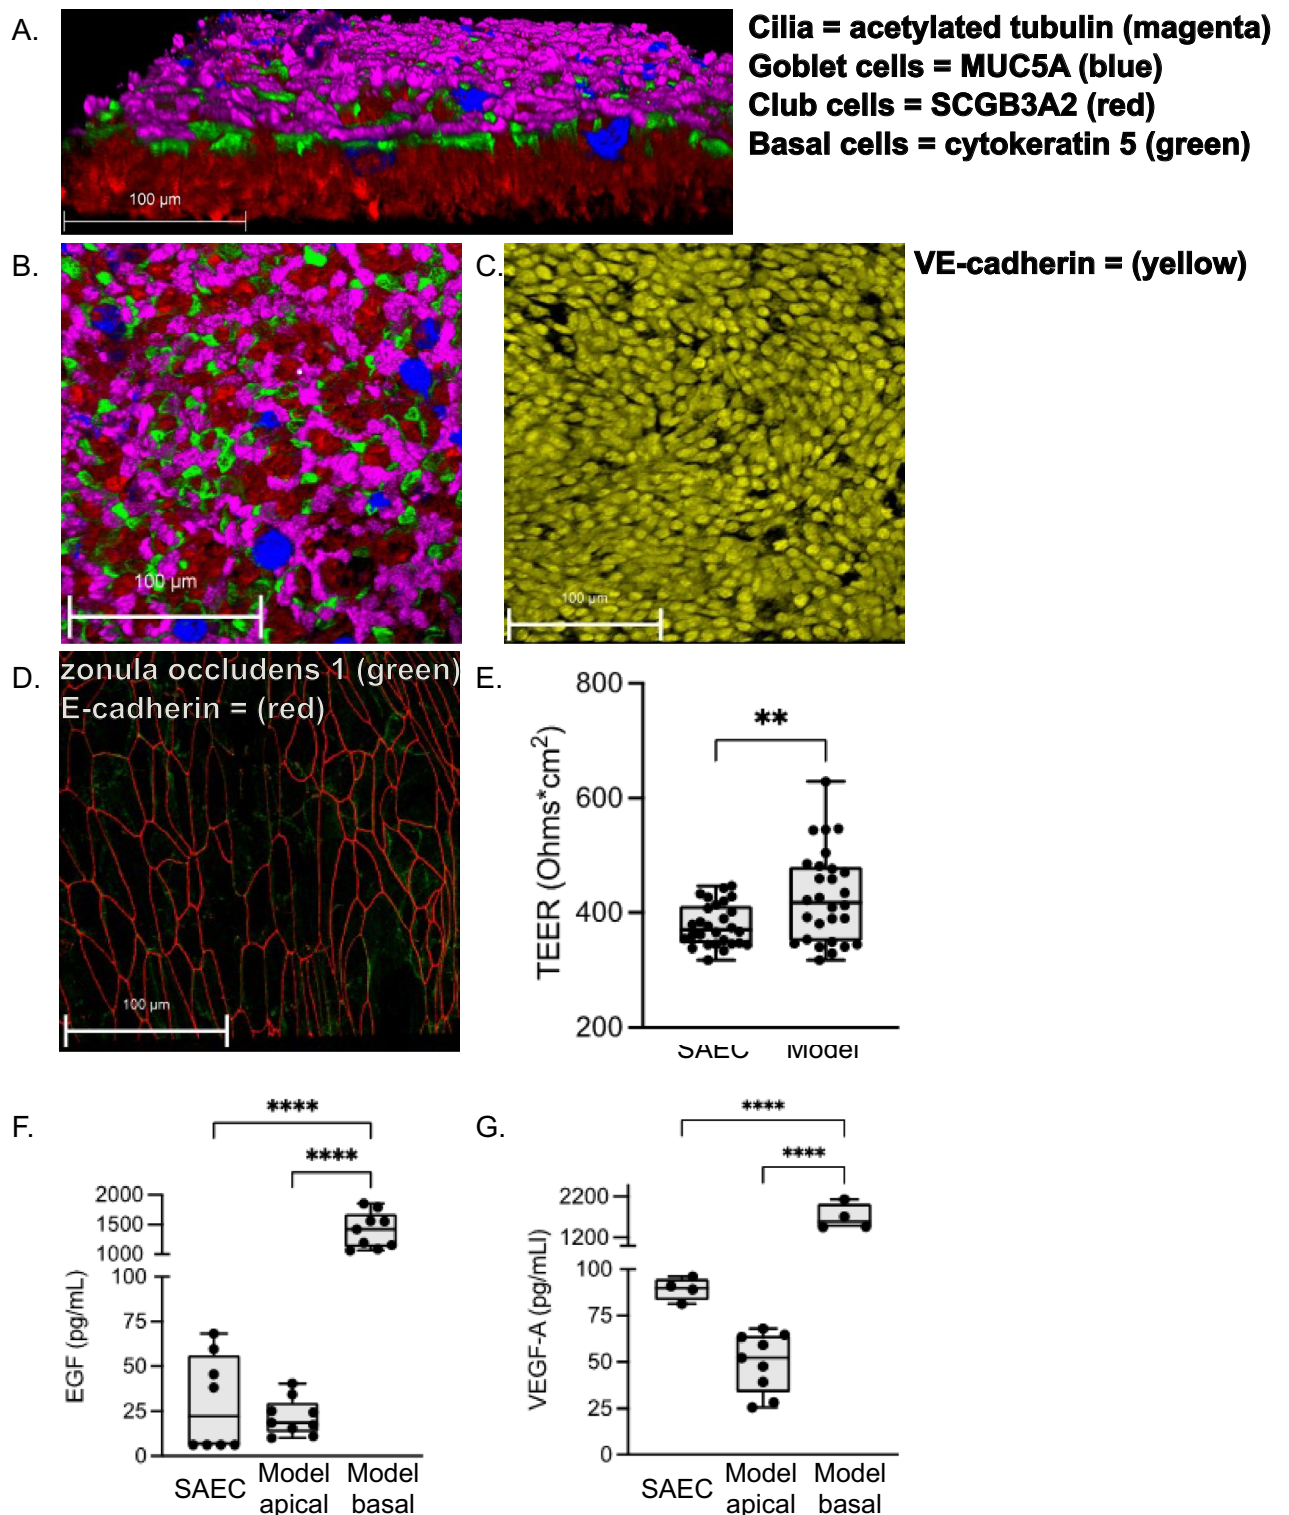 A.
Cilia = acetylated tubulin (magenta)
Goblet cells = MUC5A (blue)
Club cells = SCGB3A2 (red)
Basal cells = cytokeratin 5 (green)
100 µm
B.
100 µm
C.
VE-cadherin = (yellow)
100 µm
D.
zonula occludens 1 (green)
E-cadherin = (red)
100 µm
E.
800
600
400
200
TEER (Ohms*cm2)
**
SAEC Model
F.
****
****
2000
1500
1000
100
75
50
25
0
EGF (pg/mL)
SAEC
Model apical
Model basal
G.
****
****
2200
1200
100
75
50
25
0
VEGF-A (pg/mLl)
SAEC
Model apical
Model basal